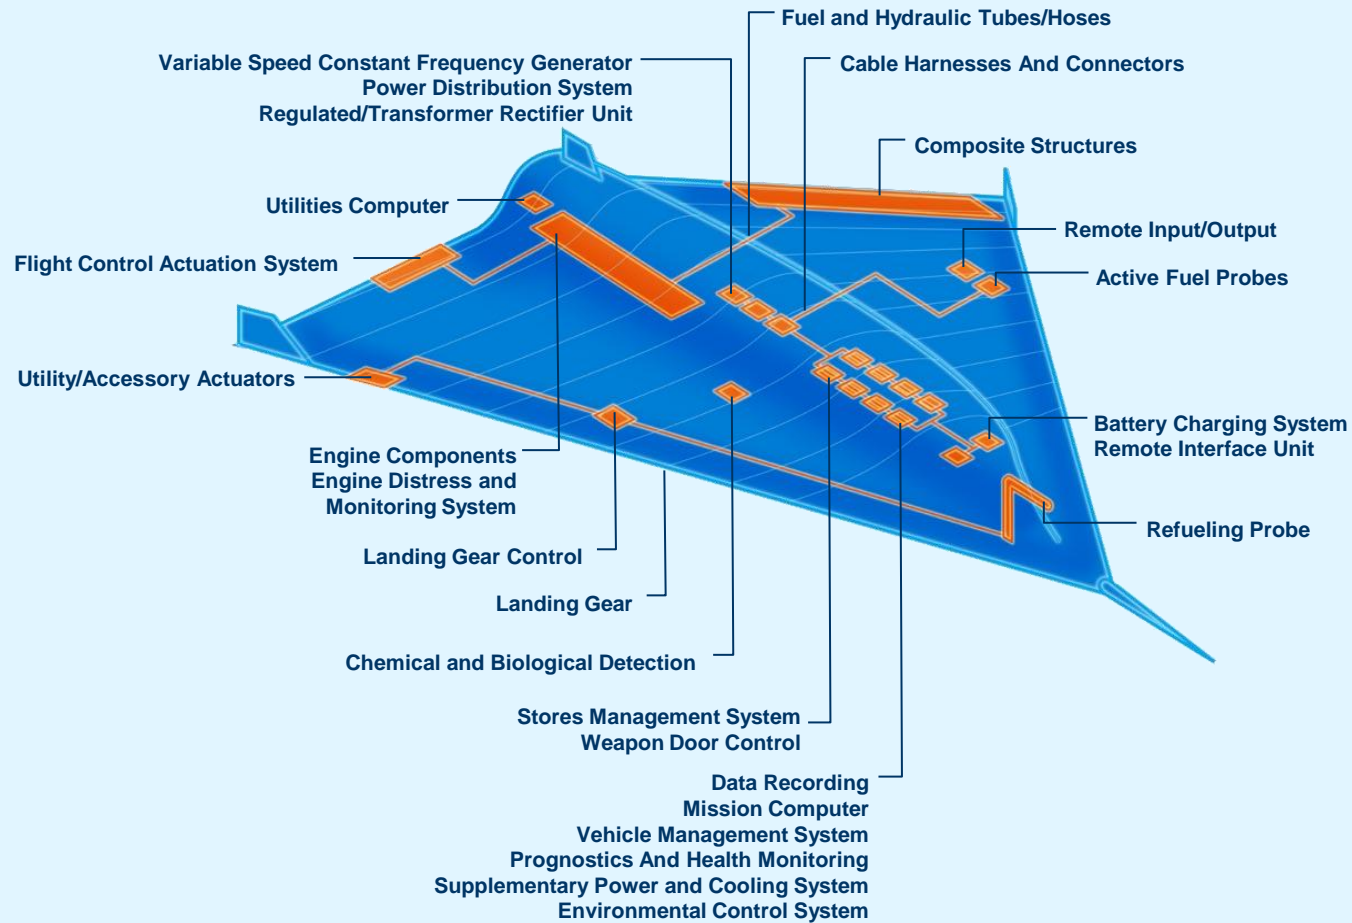 Fuel and Hydraulic Tubes/Hoses
Variable Speed Constant Frequency Generator
Power Distribution System
Regulated/Transformer Rectifier Unit
Cable Harnesses And Connectors
Composite Structures
Utilities Computer
Remote Input/Output
Flight Control Actuation System
Active Fuel Probes
Utility/Accessory Actuators
Battery Charging System
Remote Interface Unit
Engine Components
Engine Distress and
Monitoring System
Refueling Probe
Landing Gear Control
Landing Gear
Chemical and Biological Detection
Stores Management System
Weapon Door Control
Data Recording
Mission Computer
Vehicle Management System
Prognostics And Health Monitoring
Supplementary Power and Cooling System
Environmental Control System